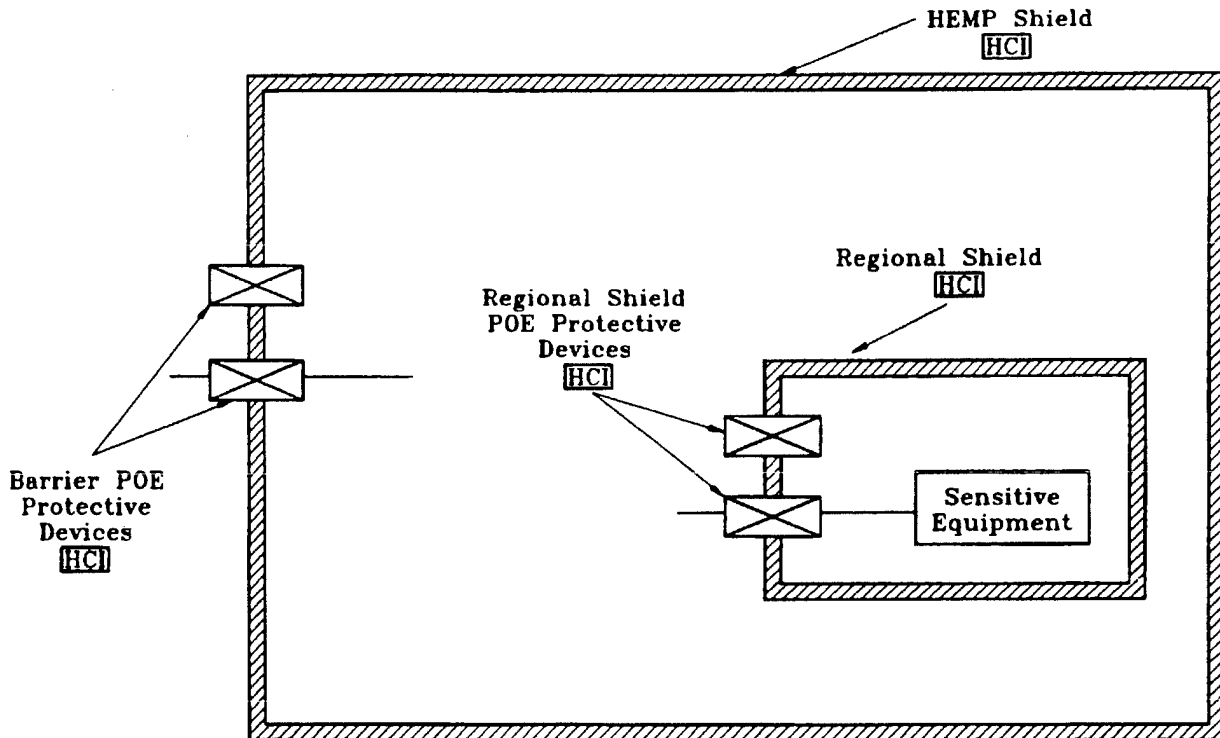 HEMP Shield
HCI
Regional Shield
HCI
Regional Shield
POE Protective
Devices
HCI
Barrier POE
Protective
Devices
HCI
Sensitive
Equipment